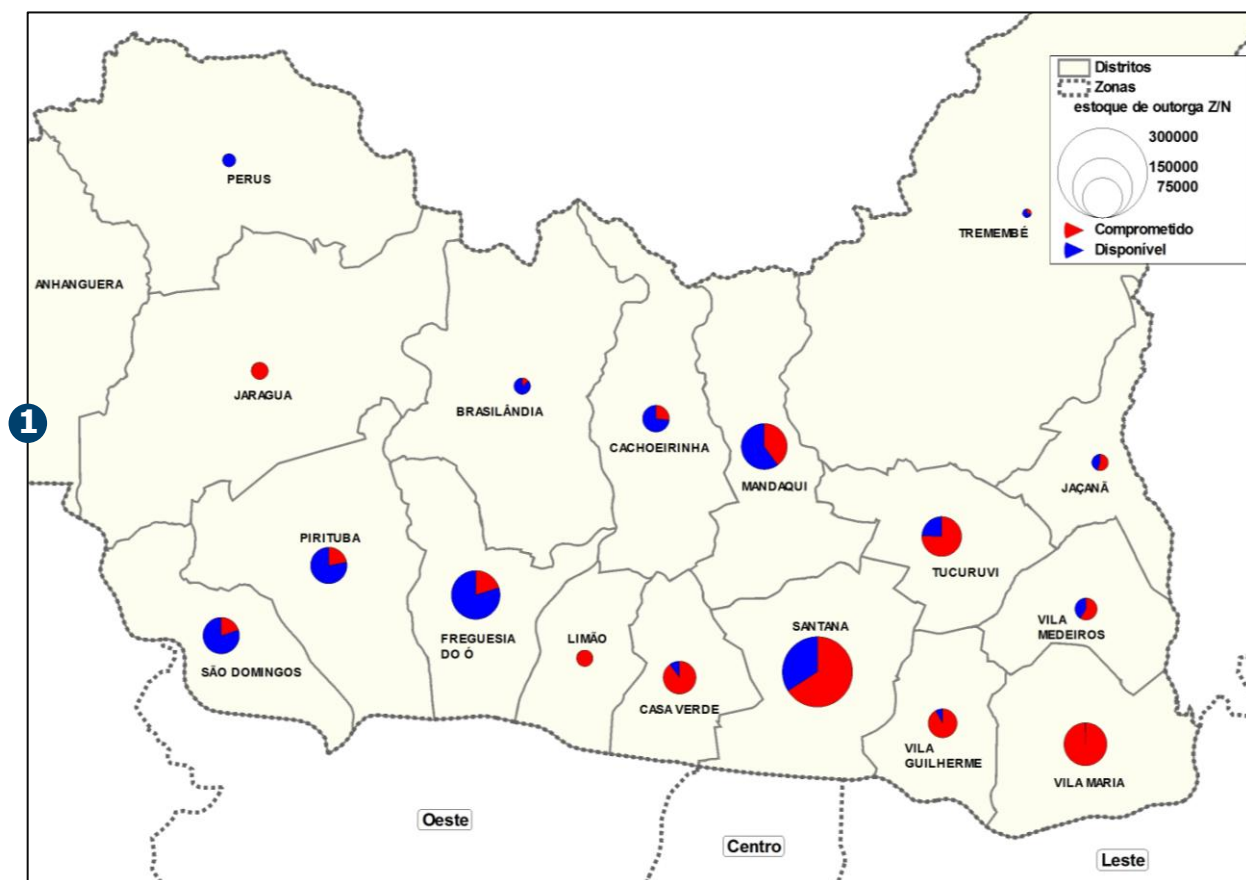 Distritos
Zonas
estoque de outorga Z/N
300000
150000
75000
Comprometido
Disponível
PERUS
TREMEMBÉ
ANHANGUERA
JARAGUA
BRASILÂNDIA
CACHOEIRINHA
MANDAQUI
JAÇANÃ
1
PIRITUBA
TUCURUVI
FREGUESIA
DO Ó
LIMÃO
SANTANA
VILA
MEDEIROS
SÃO DOMINGOS
CASA VERDE
VILA
GUILHERME
VILA MARIA
Oeste
Centro
Leste